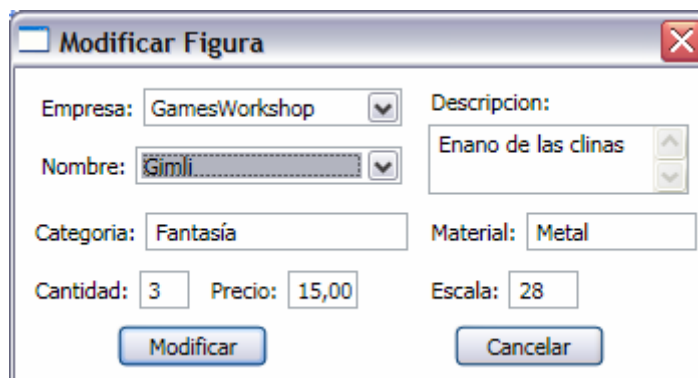 Modificar Figura
Empresa: GamesWorkshop
Descripcion:
Enano de las clinas
Nombre: Gimli
Categoria: Fantasía
Material: Metal
Cantidad: 3 Precio: 15,00 Escala: 28
Modificar Cancelar